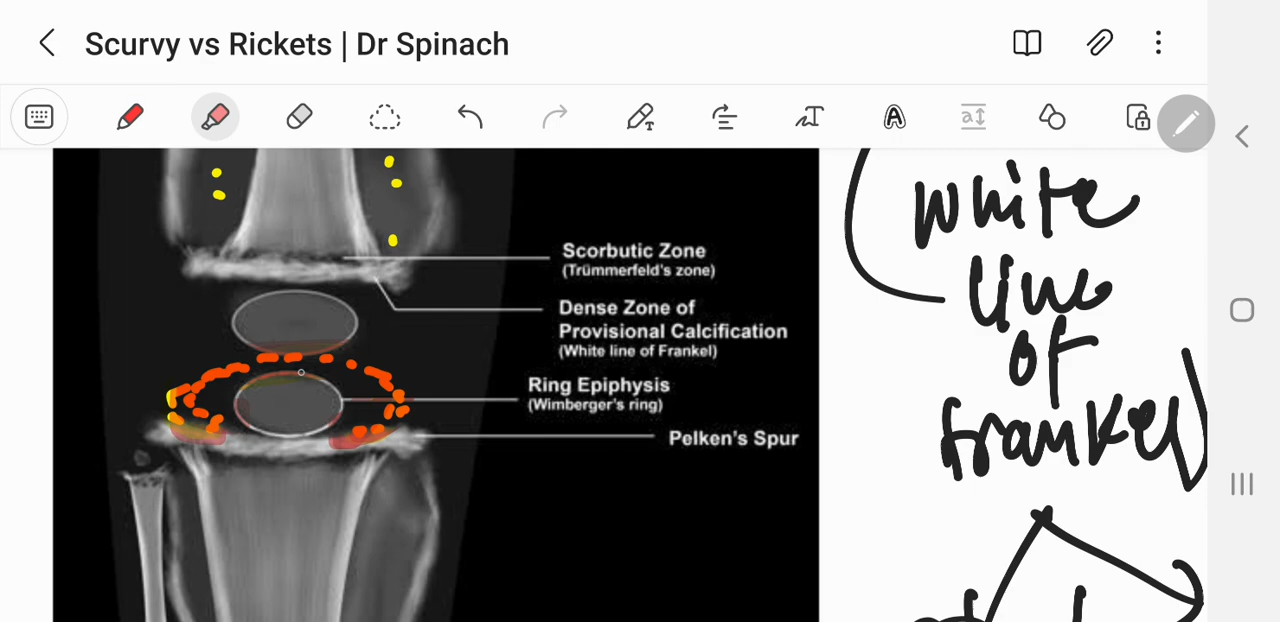 Scurvy vs Rickets | Dr Spinach
Scorbutic Zone
(Trümmerfeld's zone)
Dense Zone of
Provisional Calcification
(White line of Frankel)
Ring Epiphysis
(Wimberger's ring)
Pelken's Spur
White
line
of
frankel